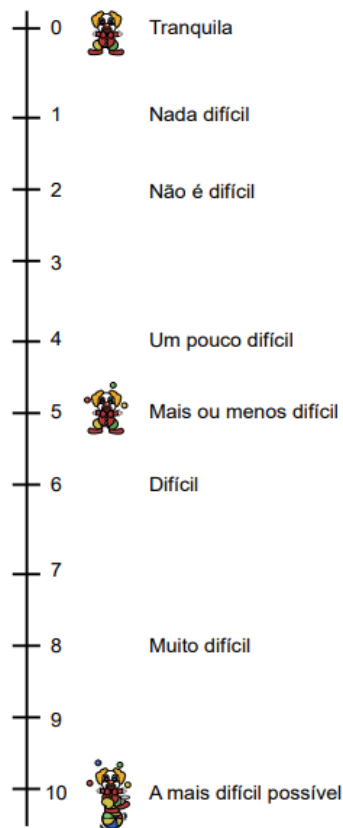 0 Tranquila
1 Nada difícil
2 Não é difícil
3
4 Um pouco difícil
5 Mais ou menos difícil
6 Difícil
7
8 Muito difícil
9
10 A mais difícil possível